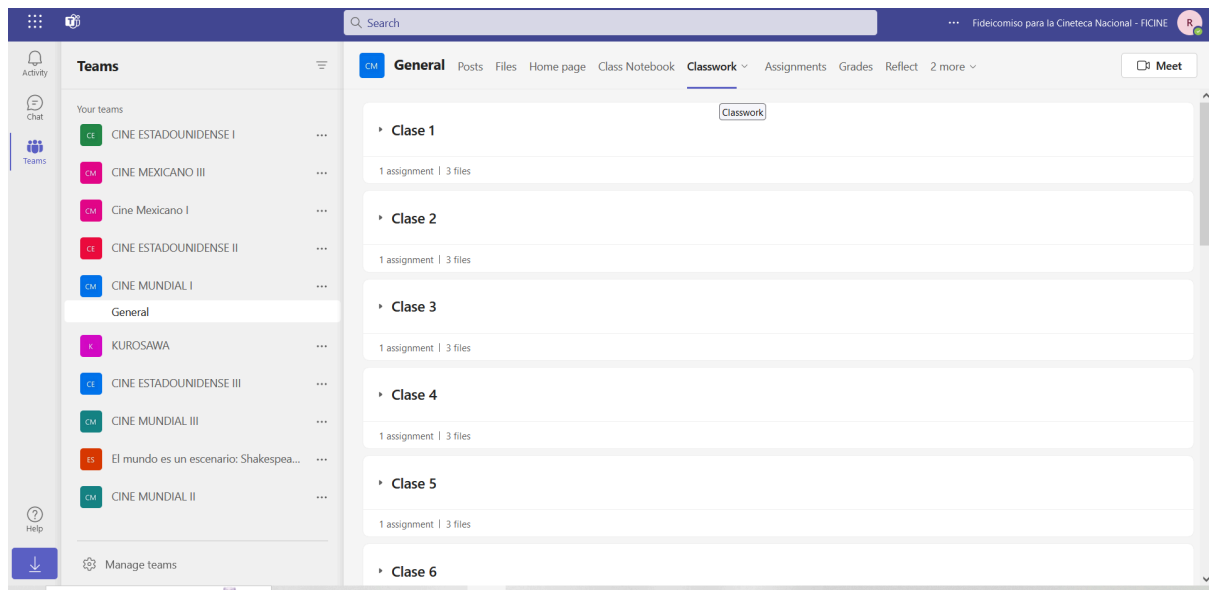 Search
Fideicomiso para la Cineteca Nacional - FICINE
R
Activity
Chat
Teams
Help
Teams
Your teams
CE CINE ESTADOUNIDENSE I
CM CINE MEXICANO III
CM Cine Mexicano I
CE CINE ESTADOUNIDENSE II
CM CINE MUNDIAL I
General
K KUROSAWA
CE CINE ESTADOUNIDENSE III
CM CINE MUNDIAL III
ES El mundo es un escenario: Shakespea...
CM CINE MUNDIAL II
Manage teams
CM General Posts Files Home page Class Notebook Classwork Assignments Grades Reflect 2 more Meet
Classwork
Clase 1
1 assignment | 3 files
Clase 2
1 assignment | 3 files
Clase 3
1 assignment | 3 files
Clase 4
1 assignment | 3 files
Clase 5
1 assignment | 3 files
Clase 6